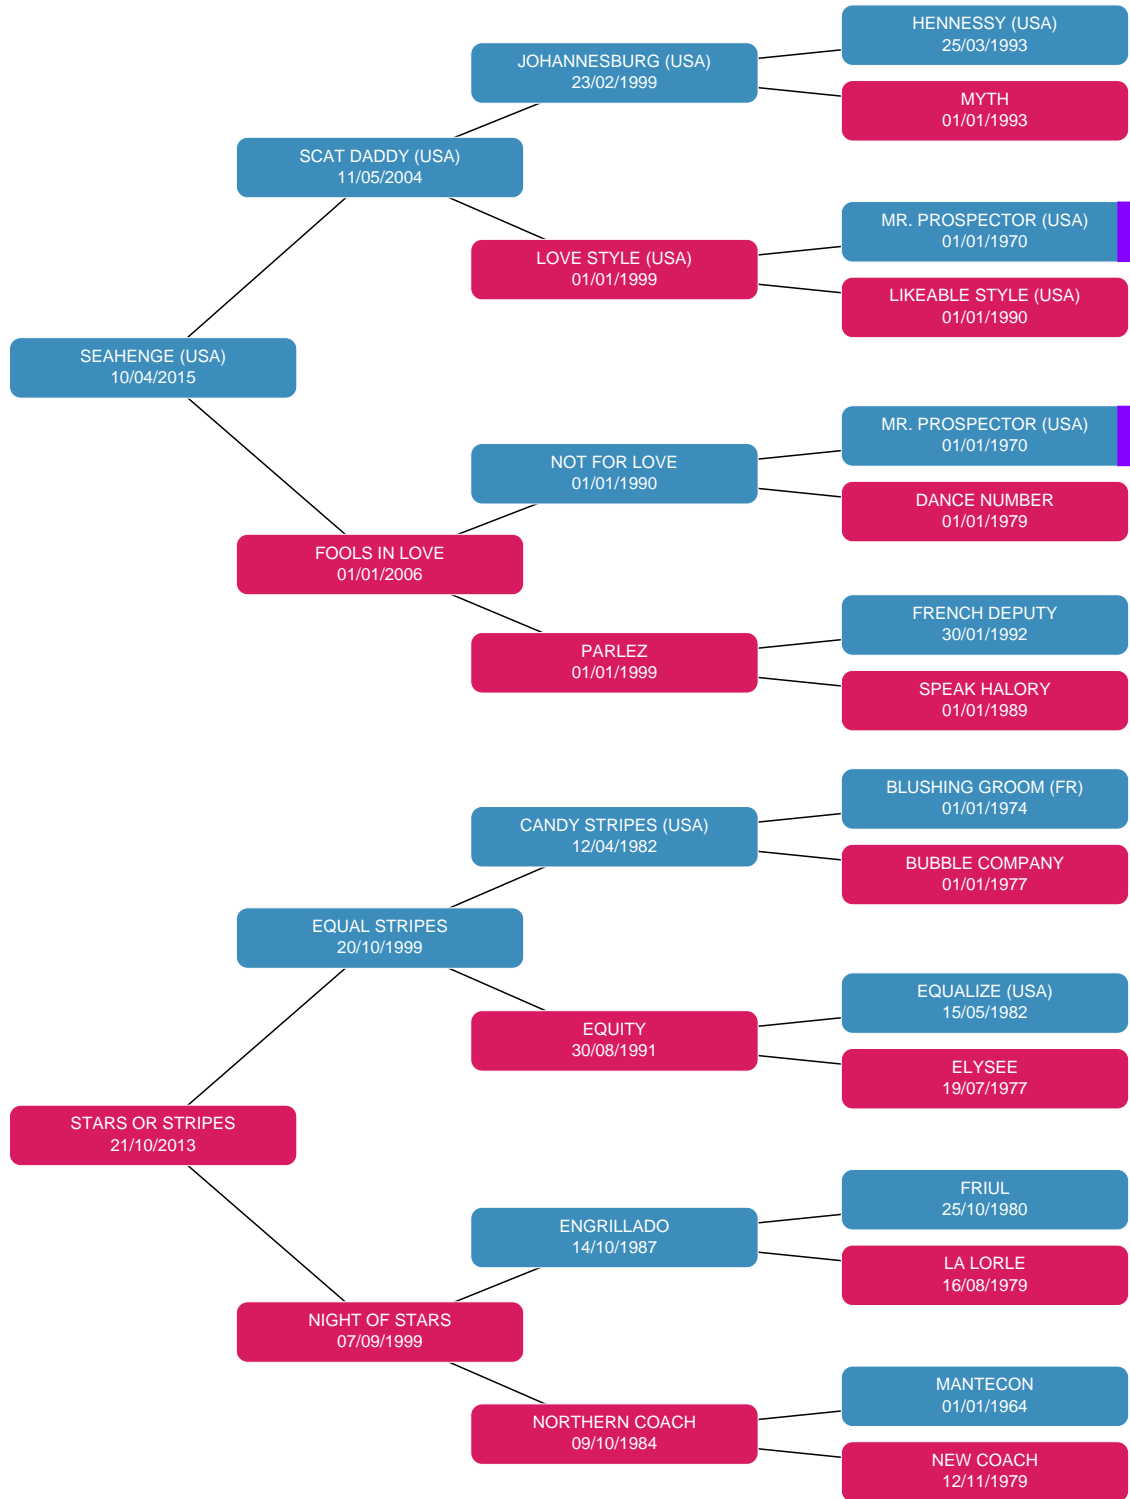 HENNESSY (USA)
25/03/1993
JOHANNESBURG (USA)
23/02/1999
MYTH
01/01/1993
SCAT DADDY (USA)
11/05/2004
MR. PROSPECTOR (USA)
01/01/1970
LOVE STYLE (USA)
01/01/1999
LIKEABLE STYLE (USA)
01/01/1990
SEAHENGE (USA)
10/04/2015
MR. PROSPECTOR (USA)
01/01/1970
NOT FOR LOVE
01/01/1990
DANCE NUMBER
01/01/1979
FOOLS IN LOVE
01/01/2006
FRENCH DEPUTY
30/01/1992
PARLEZ
01/01/1999
SPEAK HALORY
01/01/1989
BLUSHING GROOM (FR)
01/01/1974
CANDY STRIPES (USA)
12/04/1982
BUBBLE COMPANY
01/01/1977
EQUAL STRIPES
20/10/1999
EQUALIZE (USA)
15/05/1982
EQUITY
30/08/1991
ELYSEE
19/07/1977
STARS OR STRIPES
21/10/2013
FRIUL
25/10/1980
ENGRILLADO
14/10/1987
LA LORLE
16/08/1979
NIGHT OF STARS
07/09/1999
MANTECON
01/01/1964
NORTHERN COACH
09/10/1984
NEW COACH
12/11/1979